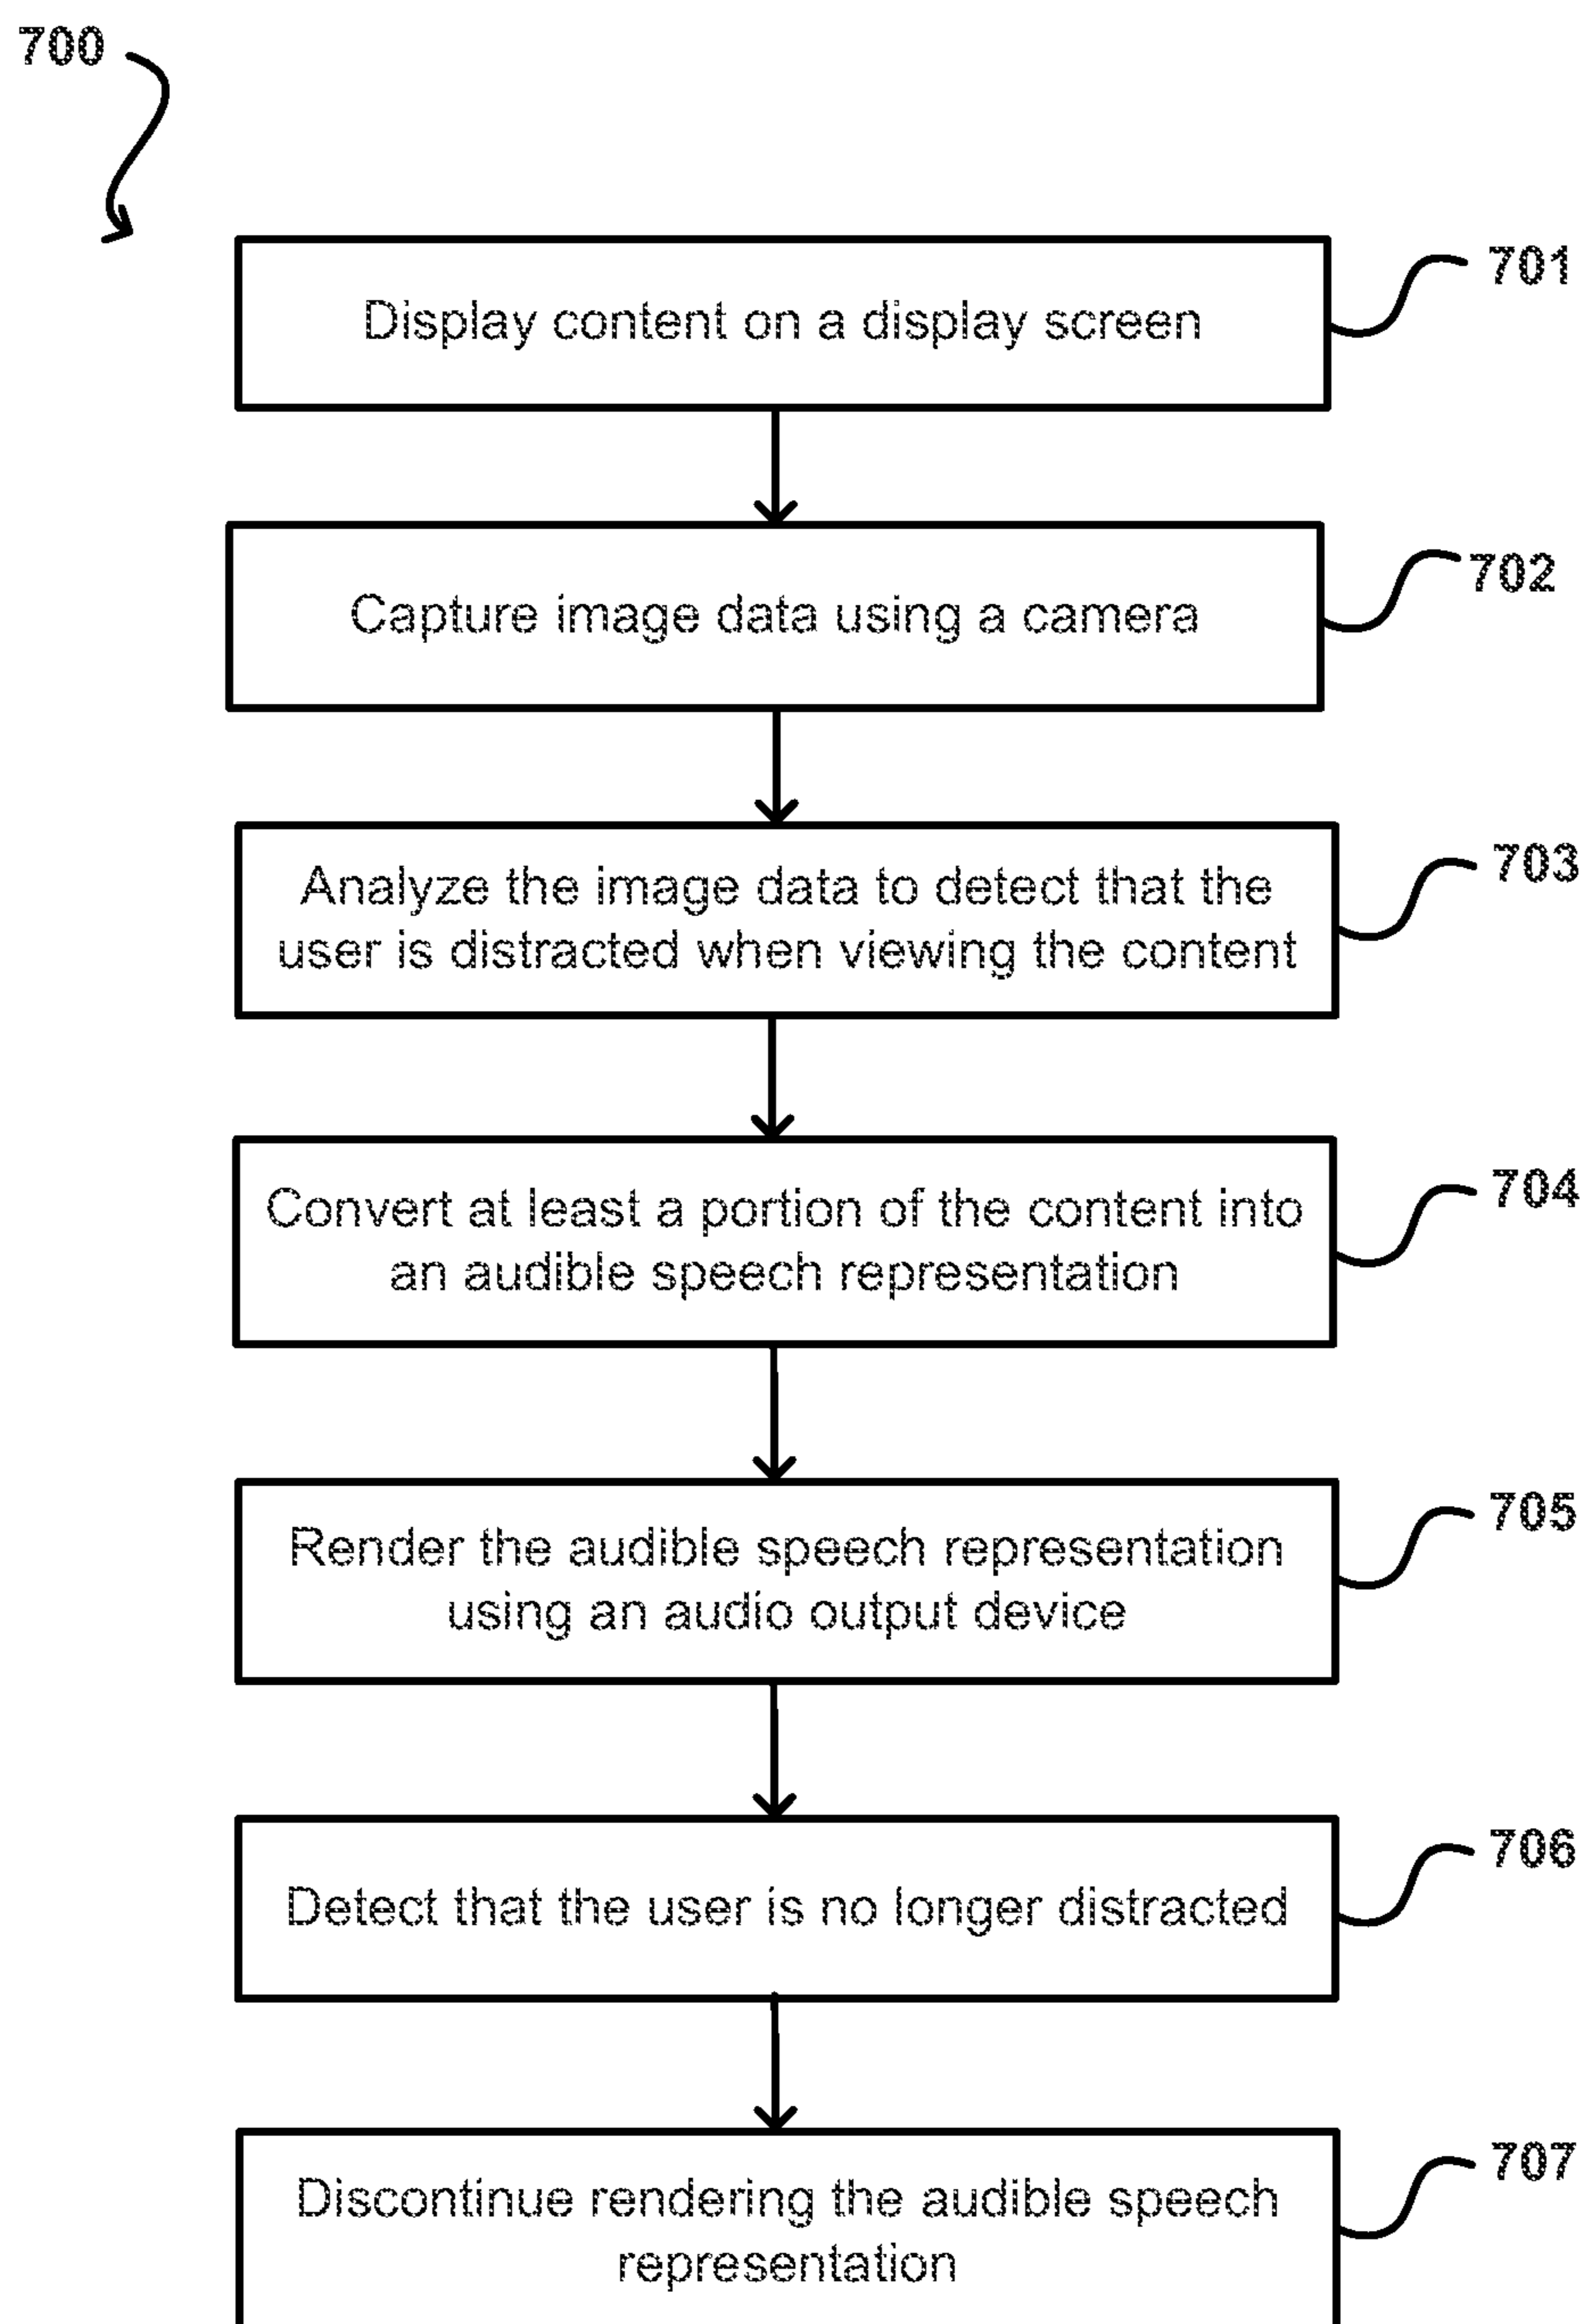 700
Display content on a display screen
701
Capture image data using a camera
702
Analyze the image data to detect that the
user is distracted when viewing the content
703
Convert at least a portion of the content into
an audible speech representation
704
Render the audible speech representation
using an audio output device
705
Detect that the user is no longer distracted
706
Discontinue rendering the audible speech
representation
707